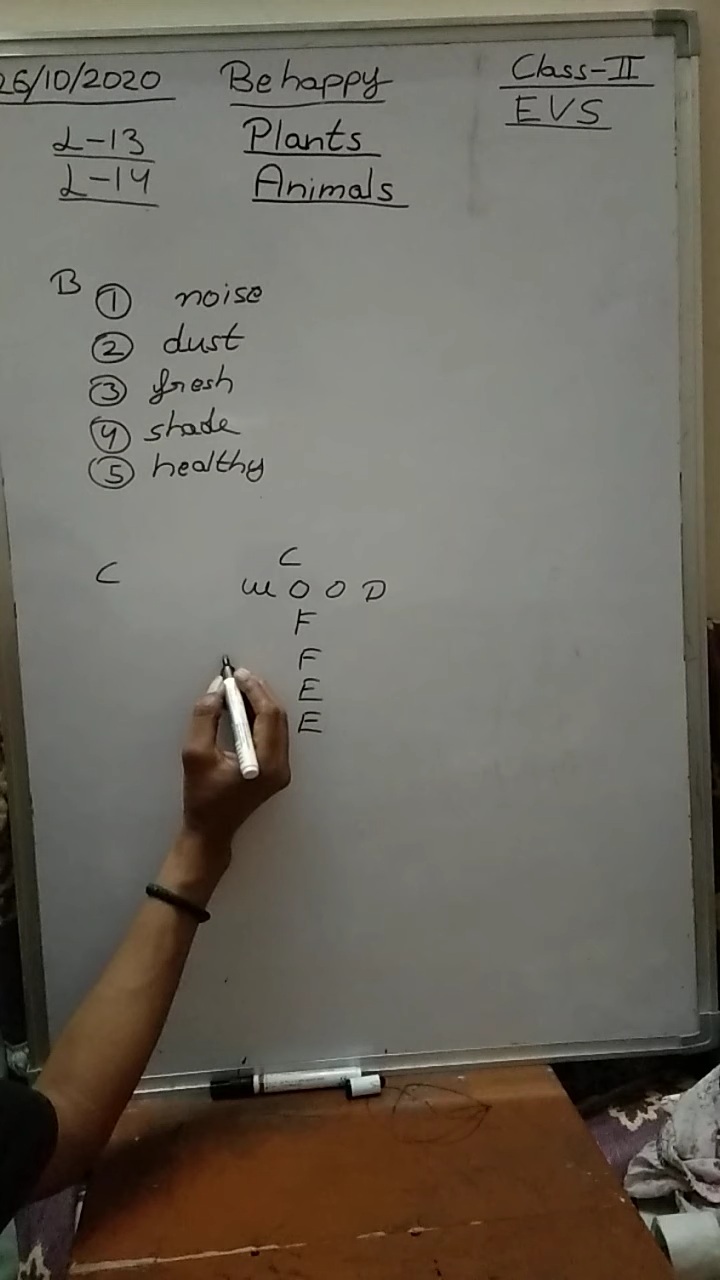 26/10/2020 Be happy Class-II
EVS
L-13 Plants
L-14 Animals
B ① noise
② dust
③ fresh
④ shade
⑤ healthy
C
C W O O D
F
F
E
E